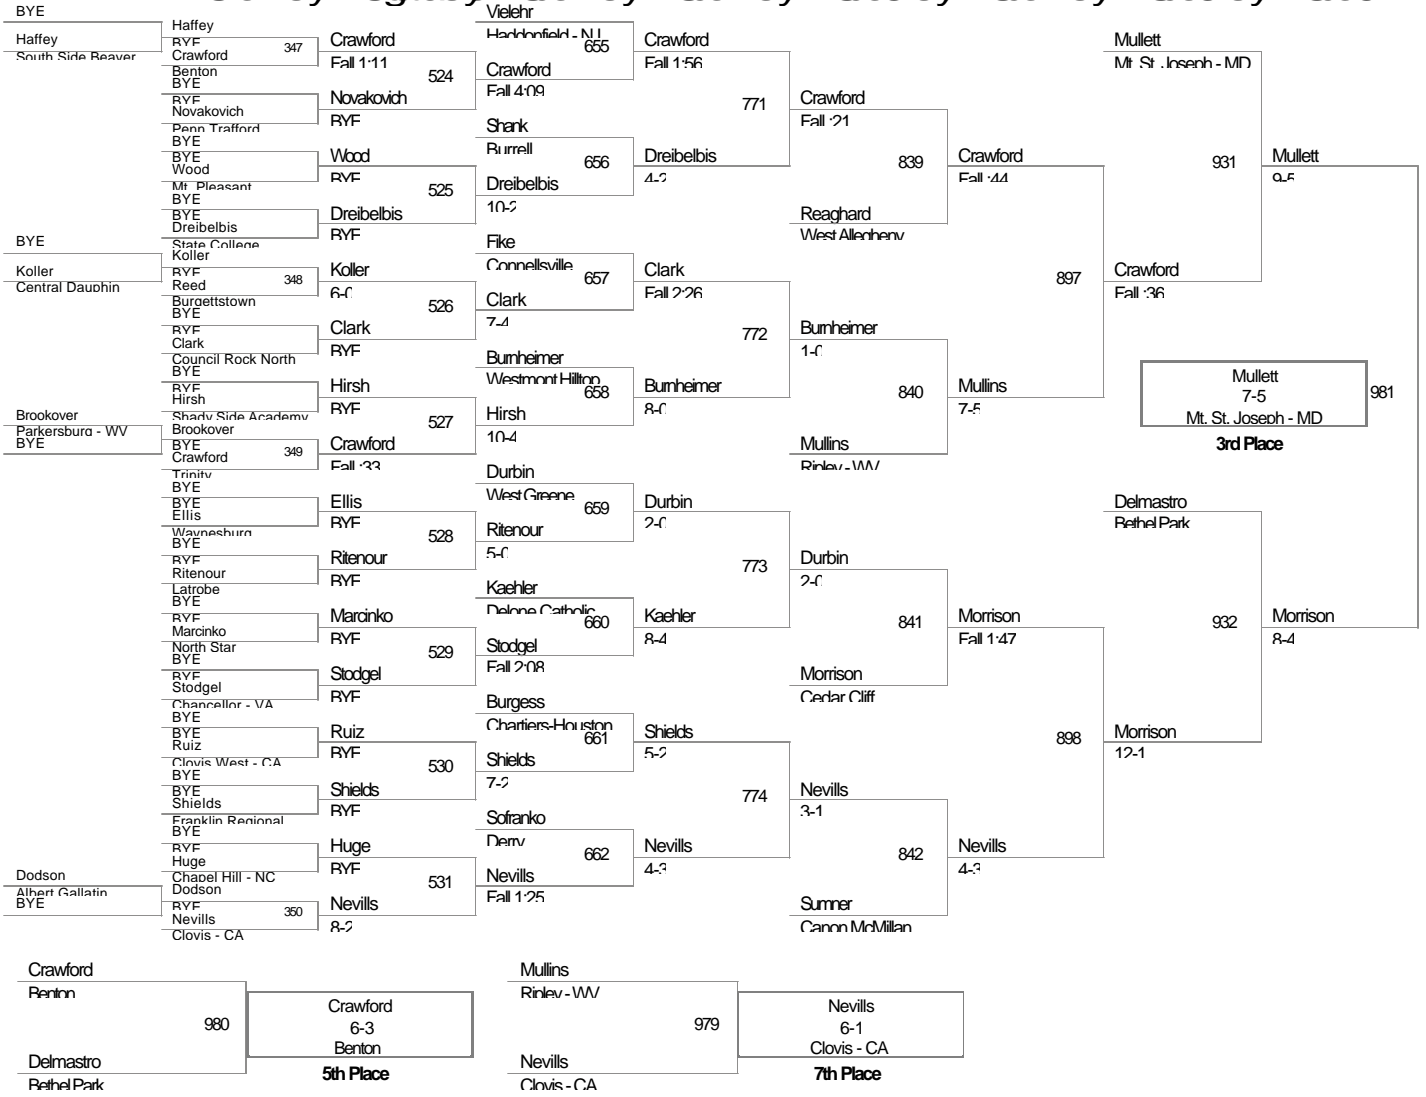 BYE
Haffey
South Side Beaver
BYE
Koller
Central Dauphin
Brookover
Parkersburg - WV
BYE
Dodson
Albert Gallatin
BYE
Haffey
BYE
347
Crawford
Benton
BYE
BYE
Novakovich
Penn Trafford
BYE
BYE
Wood
Mt. Pleasant
BYE
BYE
Dreibelbis
State College
Koller
BYE
348
Reed
Burgettstown
BYE
BYE
Clark
Council Rock North
BYE
BYE
Hirsh
Shady Side Academy
Brookover
BYE
349
Crawford
Trinity
BYE
BYE
Ellis
Waynesburg
BYE
BYE
Ritenour
Latrobe
BYE
BYE
Marcinko
North Star
BYE
BYE
Stodgel
Chancellor - VA
BYE
BYE
Ruiz
Clovis West - CA
BYE
BYE
Shields
Franklin Regional
BYE
BYE
Huge
Chapel Hill - NC
Dodson
BYE
350
Nevills
Clovis - CA
Crawford
Fall 1:11
524
Novakovich
BYE
Wood
BYE
525
Dreibelbis
BYE
Koller
6-0
526
Clark
BYE
Hirsh
BYE
527
Crawford
Fall :33
Ellis
BYE
528
Ritenour
BYE
Marcinko
BYE
529
Stodgel
BYE
Ruiz
BYE
530
Shields
BYE
Huge
BYE
531
Nevills
8-2
Vielehr
Haddonfield - NJ
655
Crawford
Fall 4:09
Shank
Burrell
656
Dreibelbis
10-2
Fike
Connellsville
657
Clark
7-4
Burnheimer
Westmont Hilltop
658
Hirsh
10-4
Durbin
West Greene
659
Ritenour
5-0
Kaehler
Delone Catholic
660
Stodgel
Fall 2:08
Burgess
Chartiers-Houston
661
Shields
7-2
Sofranko
Derry
662
Nevills
Fall 1:25
Crawford
Fall 1:56
771
Dreibelbis
4-2
Clark
Fall 2:26
772
Burnheimer
8-0
Durbin
2-0
773
Kaehler
8-4
Shields
5-2
774
Nevills
4-3
Crawford
Fall :21
839
Reaghard
West Allegheny
Burnheimer
1-0
840
Mullins
Ripley - WV
Durbin
2-0
841
Morrison
Cedar Cliff
Nevills
3-1
842
Sumner
Canon McMillan
Crawford
Fall :44
897
Mullins
7-5
Morrison
Fall 1:47
898
Nevills
4-3
Mullett
Mt. St. Joseph - MD
931
Crawford
Fall :36
Delmastro
Bethel Park
932
Morrison
12-1
Mullett
9-5
Morrison
8-4
Mullett
7-5
981
Mt. St. Joseph - MD
3rd Place
Crawford
Benton
980
Delmastro
Bethel Park
Crawford
6-3
Benton
5th Place
Mullins
Ripley - WV
979
Nevills
Clovis - CA
Nevills
6-1
Clovis - CA
7th Place